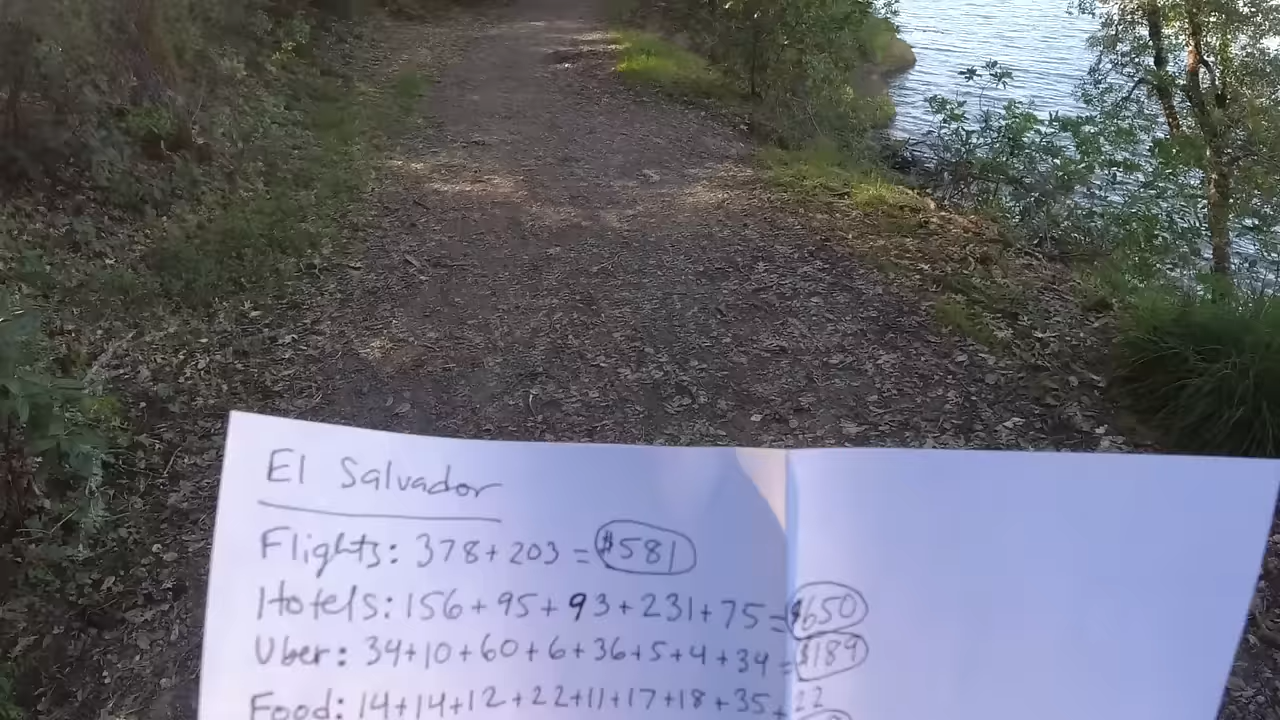 El Salvador
Flights: 378+203 = $581
Hotels: 156+95+93+231+75=$650
Uber: 34+10+60+6+36+5+4+34 = $189
Food: 14+14+12+22+11+17+18+35+22